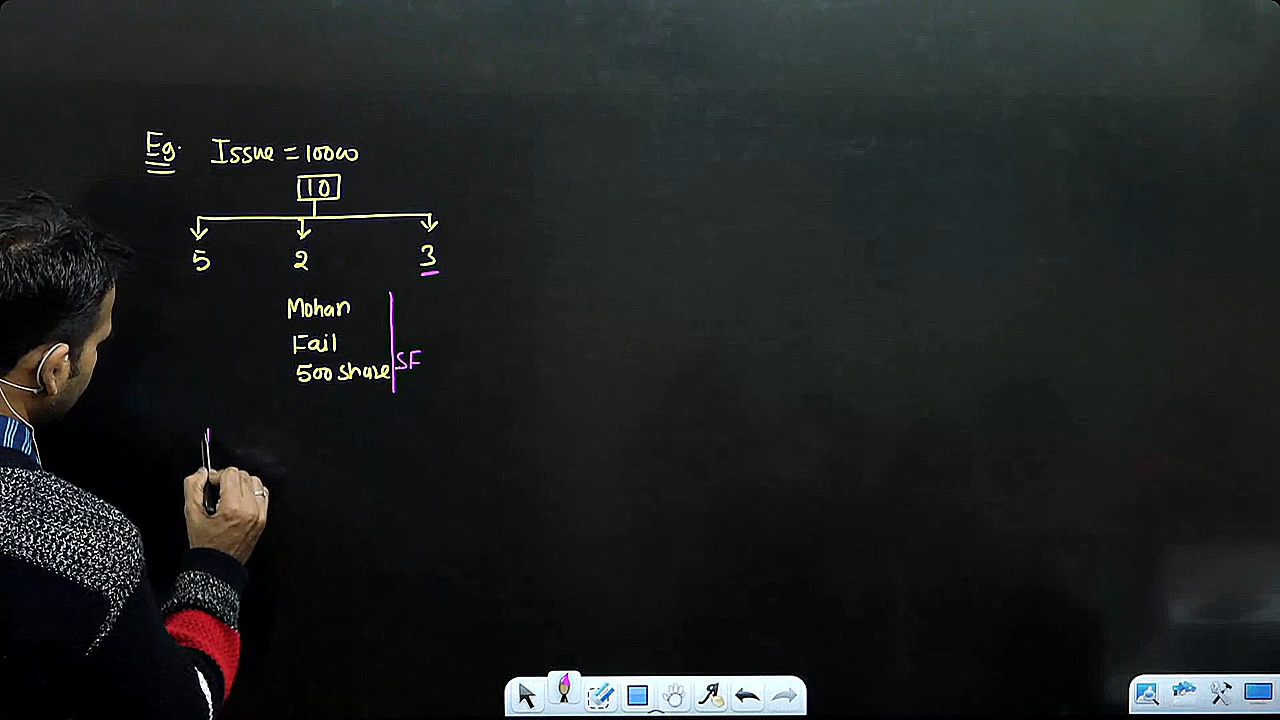 Eg. Issue = 10000
10
5 2 3
Mohan
Fail
500 share
SF